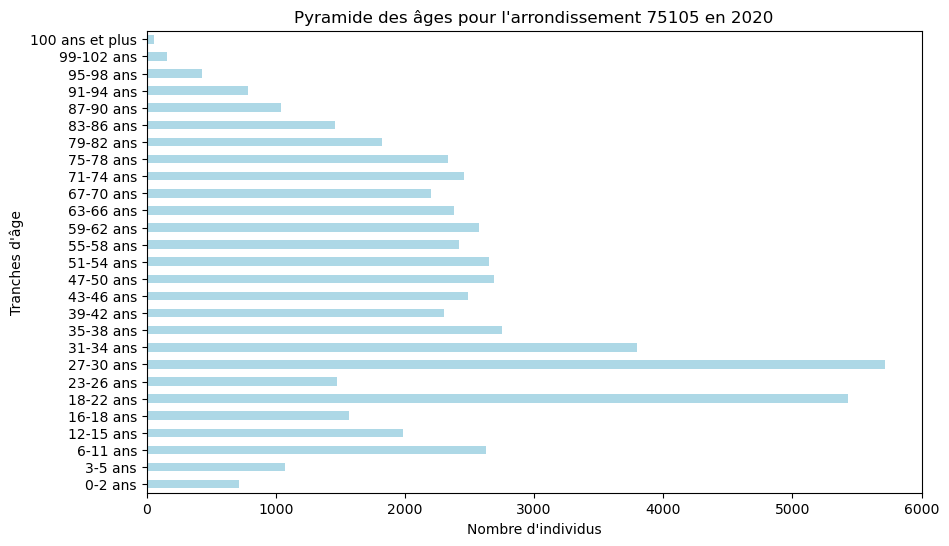 Pyramide des âges pour l'arrondissement 75105 en 2020
100 ans et plus
99-102 ans
95-98 ans
91-94 ans
87-90 ans
83-86 ans
79-82 ans
75-78 ans
71-74 ans
67-70 ans
63-66 ans
59-62 ans
55-58 ans
51-54 ans
47-50 ans
43-46 ans
39-42 ans
35-38 ans
31-34 ans
27-30 ans
23-26 ans
18-22 ans
16-18 ans
12-15 ans
6-11 ans
3-5 ans
0-2 ans
Tranches d'âge
0 1000 2000 3000 4000 5000 6000
Nombre d'individus